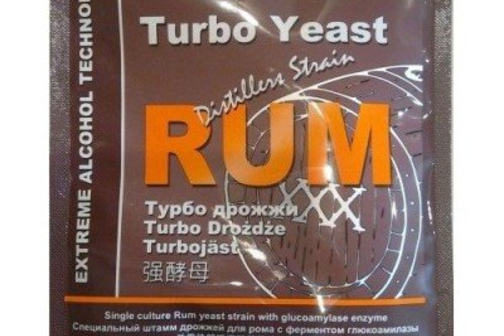 EXTREME ALCOHOL TECHNO
Turbo Yeast
Distillers Strain
RUM
XXX
Турбо дрожжи
Turbo Drożdże
Turbojäst
强酵母
Single culture Rum yeast strain with glucoamylase enzyme
Специальный штамм дрожжей для рома с ферментом глюкоамилазы